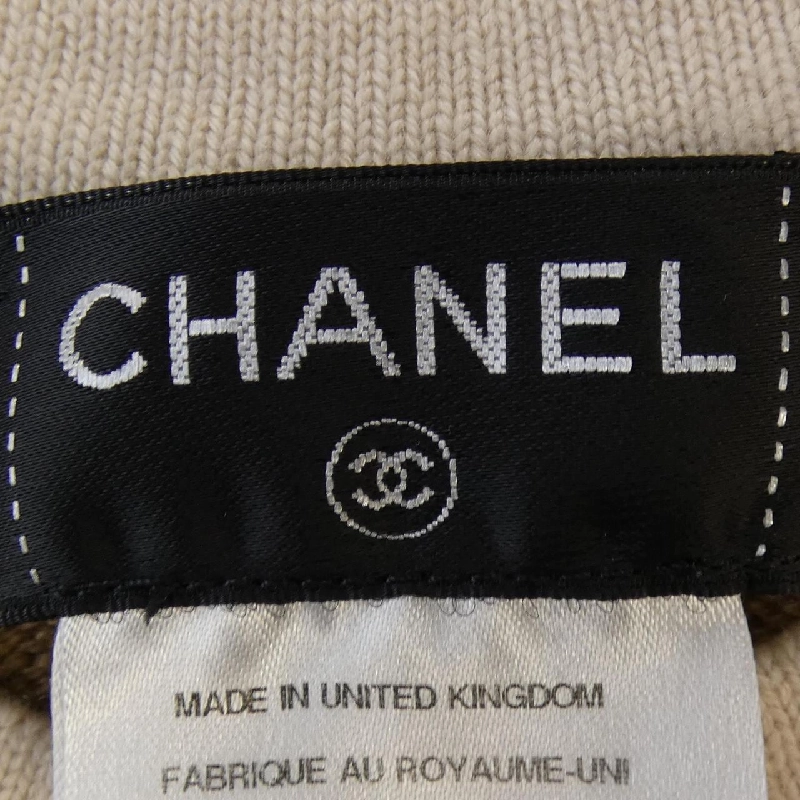 CHANEL
MADE IN UNITED KINGDOM
FABRIQUE AU ROYAUME-UNI